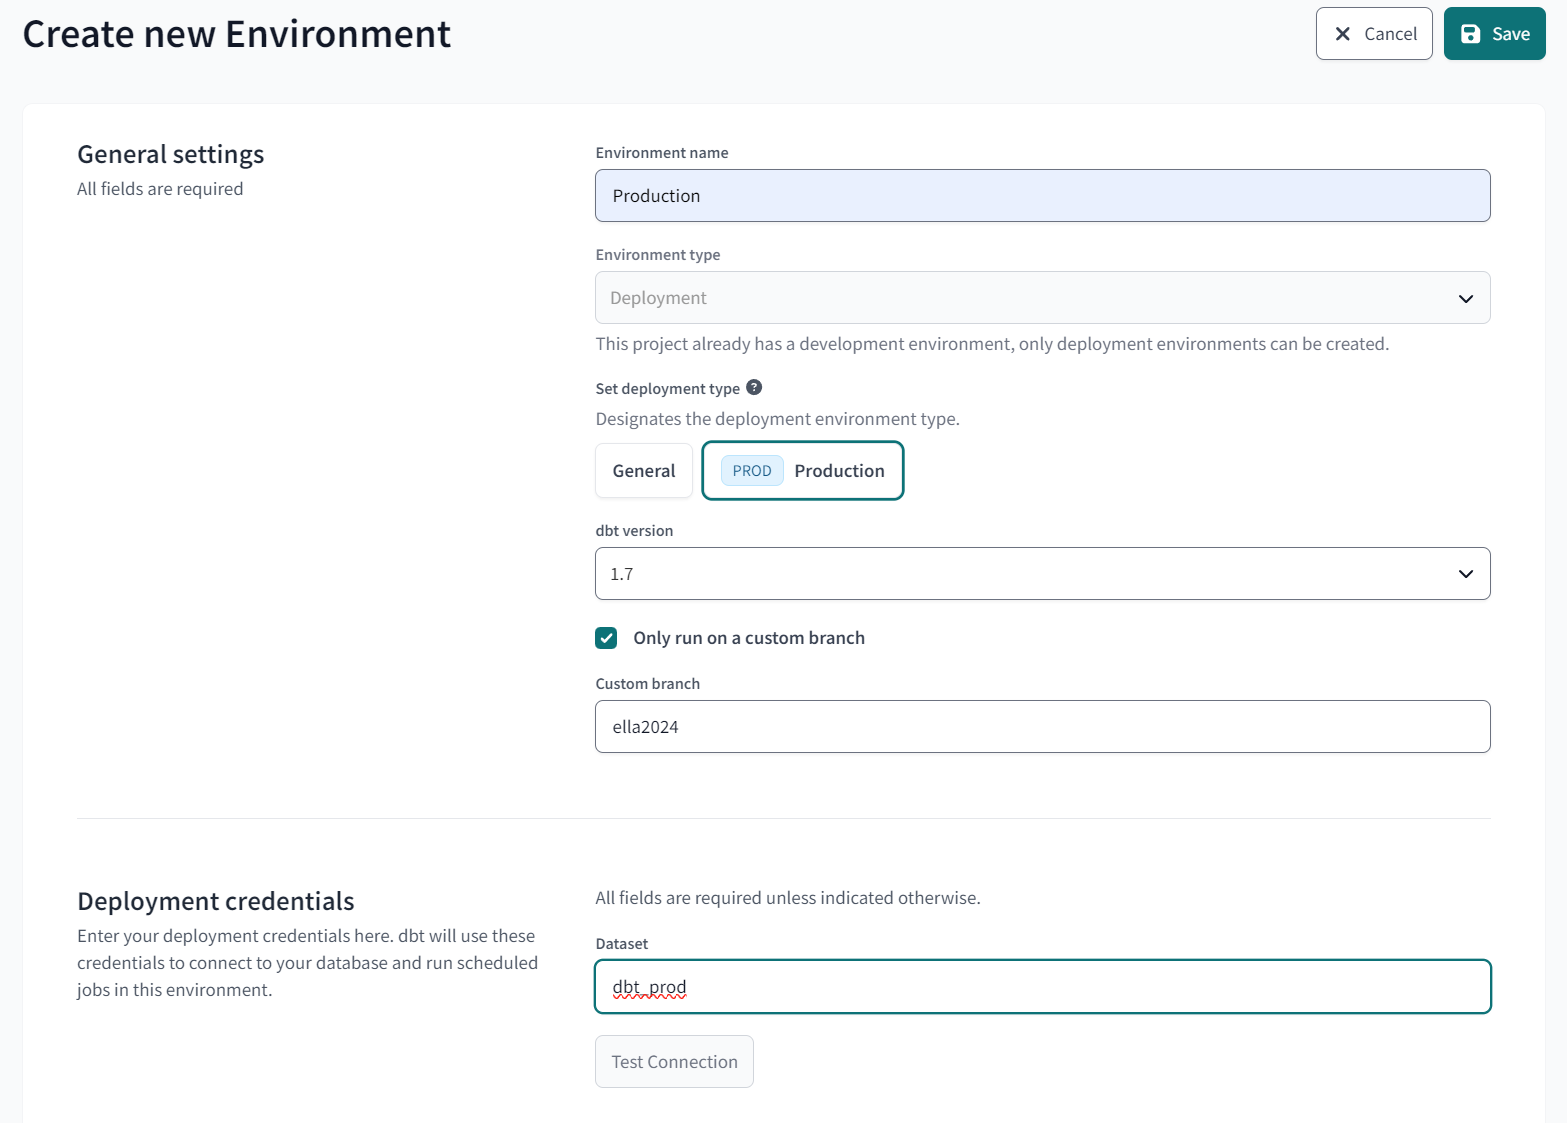 Create new Environment
Cancel
Save
General settings
All fields are required
Environment name
Production
Environment type
Deployment
This project already has a development environment, only deployment environments can be created.
Set deployment type ?
Designates the deployment environment type.
General
PROD Production
dbt version
1.7
Only run on a custom branch
Custom branch
ella2024
Deployment credentials
Enter your deployment credentials here. dbt will use these
credentials to connect to your database and run scheduled
jobs in this environment.
All fields are required unless indicated otherwise.
Dataset
dbt_prod
Test Connection